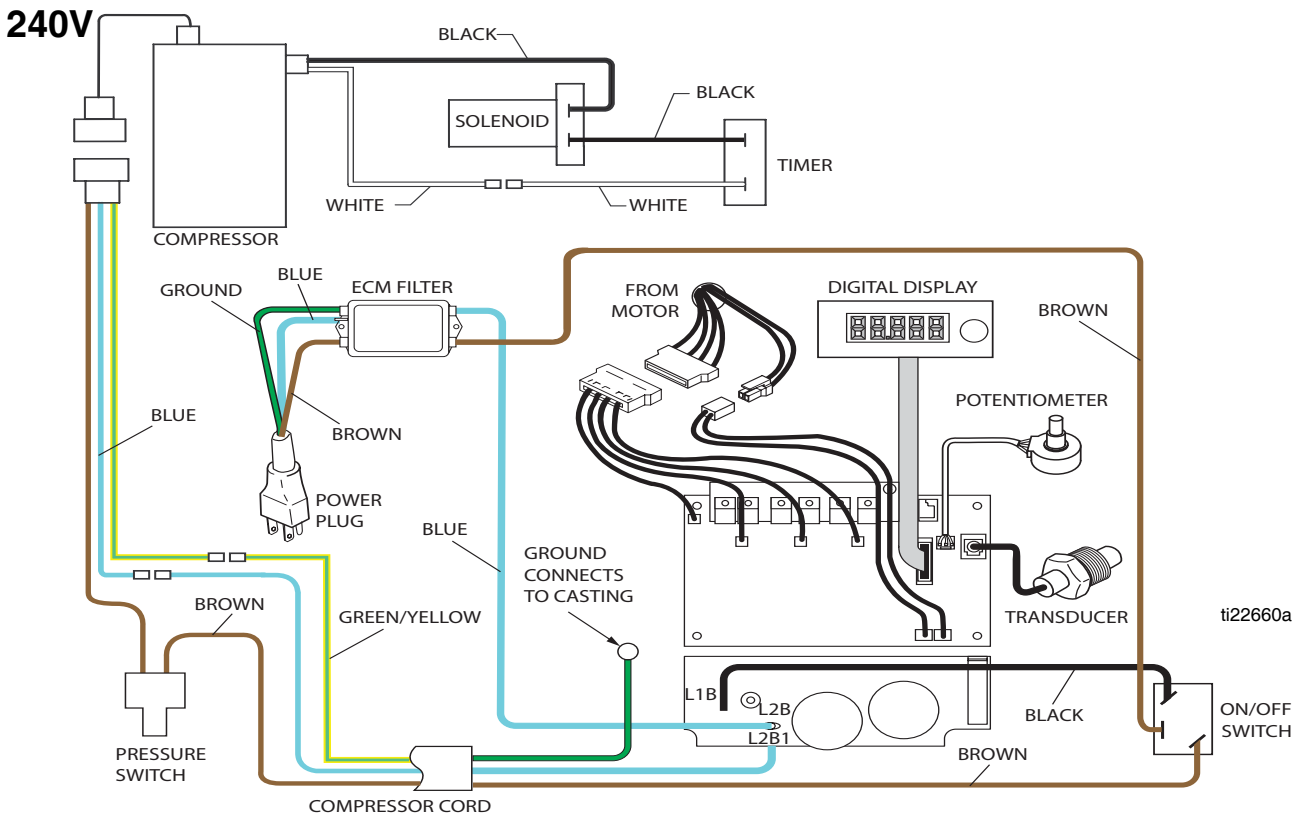 240V
BLACK
BLACK
SOLENOID
TIMER
WHITE
WHITE
COMPRESSOR
BLUE
ECM FILTER
GROUND
FROM
MOTOR
DIGITAL DISPLAY
BROWN
POTENTIOMETER
BLUE
BROWN
POWER
PLUG
BLUE
GROUND
CONNECTS
TO CASTING
BROWN
GREEN/YELLOW
TRANSDUCER
ti22660a
L1B
L2B
L2B1
BLACK
ON/OFF
SWITCH
PRESSURE
SWITCH
BROWN
COMPRESSOR CORD